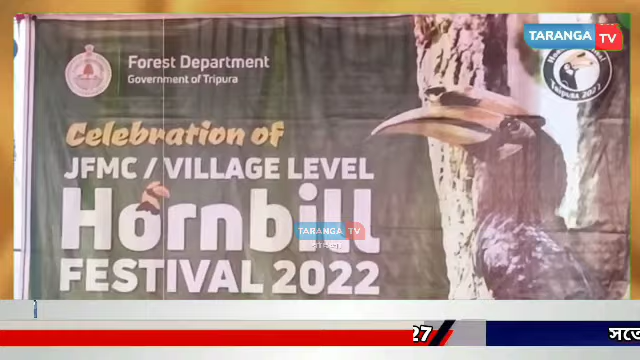 TARANGA TV
Forest Department
Government of Tripura
Celebration of
JFMC / VILLAGE LEVEL
Hornbill
FESTIVAL 2022
TARANGA TV
Tripura 2022
27